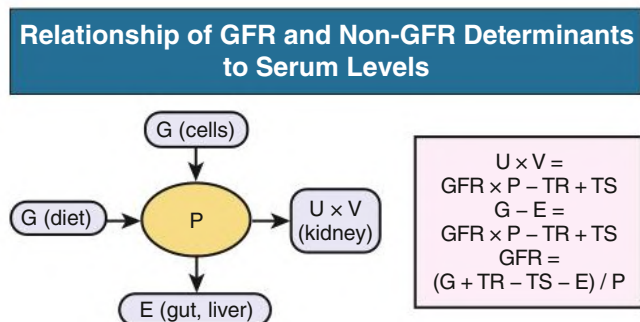 Relationship of GFR and Non-GFR Determinants
to Serum Levels
G (cells)
G (diet)
P
U × V
(kidney)
E (gut, liver)
U × V =
GFR × P – TR + TS
G – E =
GFR × P – TR + TS
GFR =
(G + TR – TS – E) / P